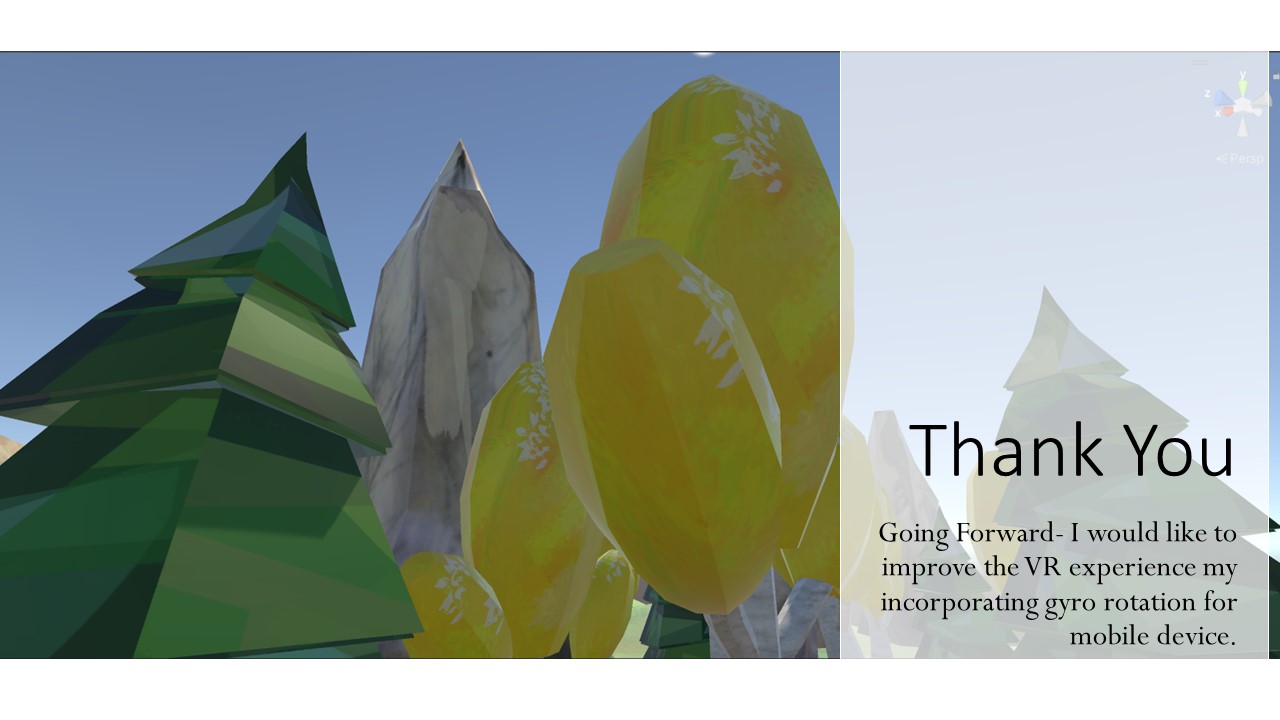 y
z
x
Persp
Thank You
Going Forward- I would like to
improve the VR experience my
incorporating gyro rotation for
mobile device.